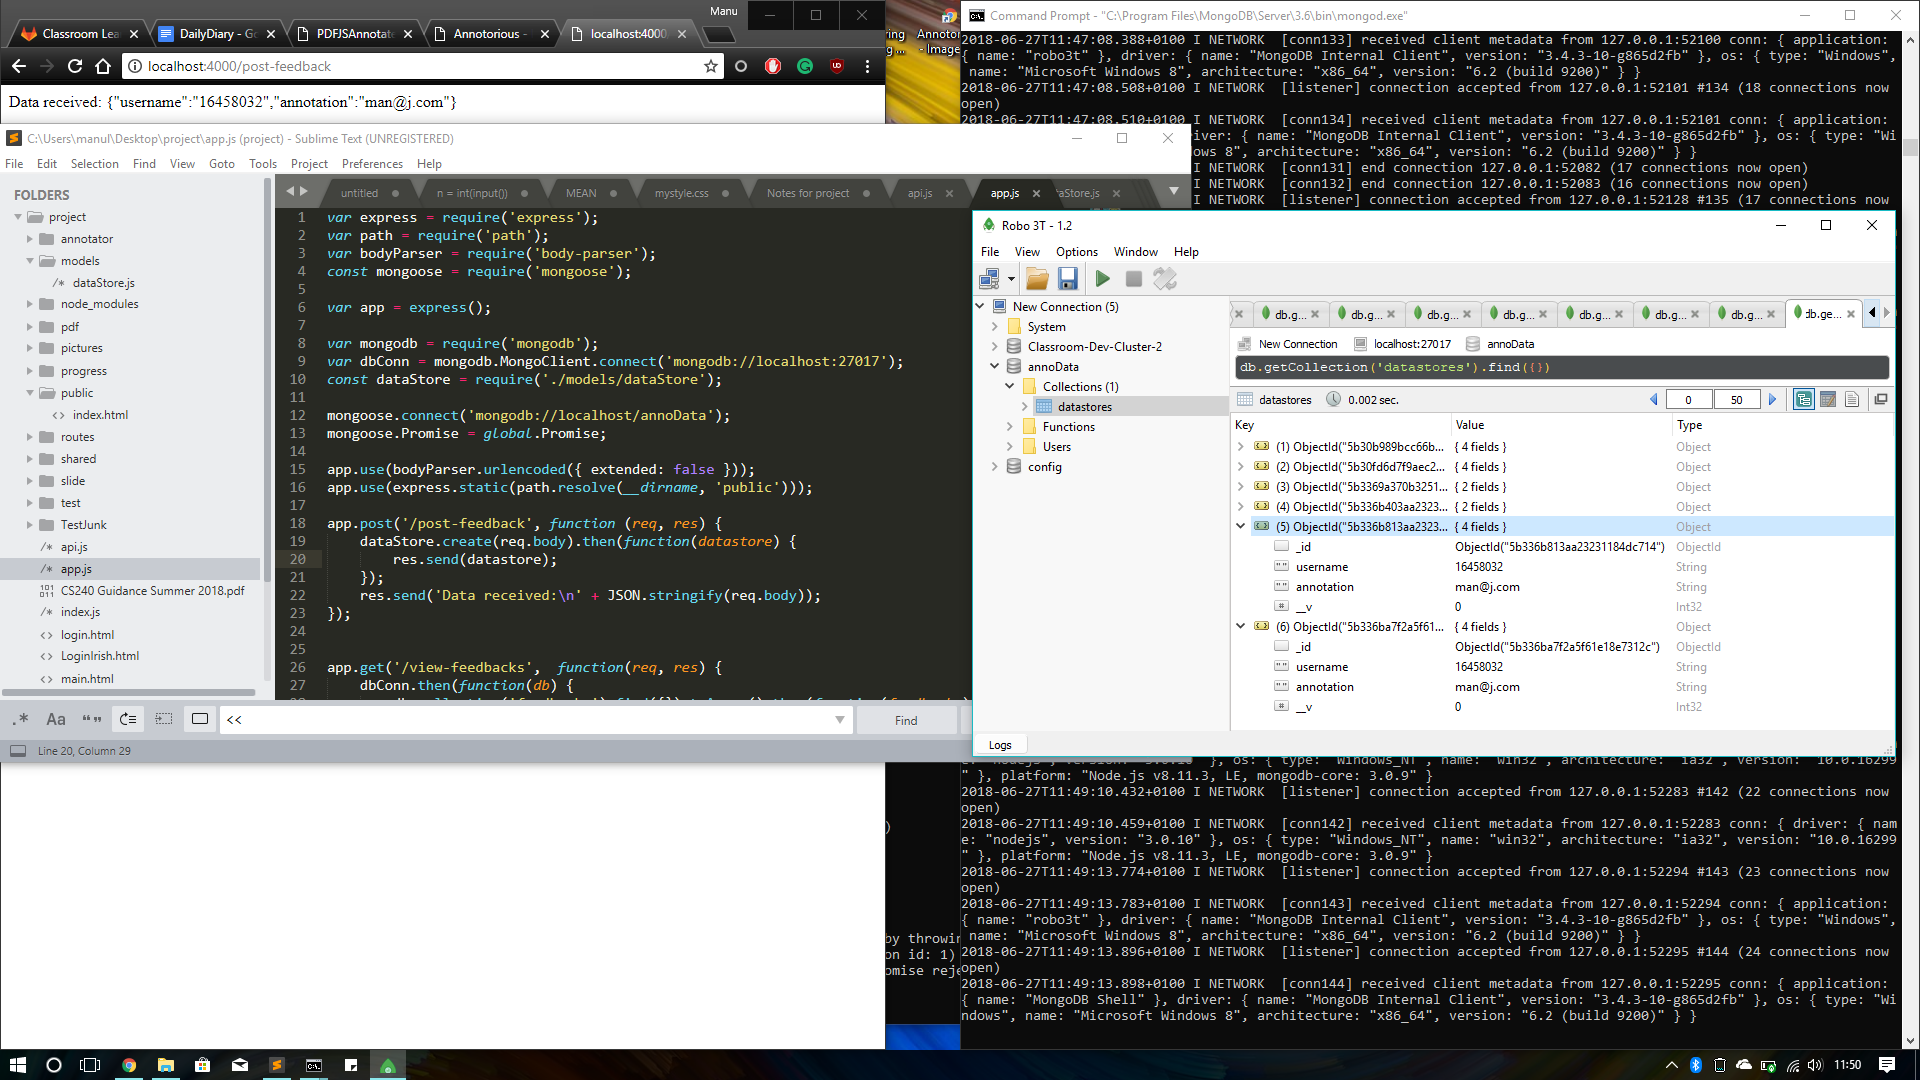 Manu
Classroom Lea
DailyDiary - G
PDFJSAnnotate
Annotorious -
localhost:4000
localhost:4000/post-feedback
Data received: {"username":"16458032","annotation":"man@j.com"}
Annotor
- Image
C:\Users\manul\Desktop\project\app.js (project) - Sublime Text (UNREGISTERED)
File Edit Selection Find View Goto Tools Project Preferences Help
FOLDERS
project
annotator
models
/* dataStore.js
node_modules
pdf
pictures
progress
public
<> index.html
routes
shared
slide
test
TestJunk
/* api.js
/* app.js
CS240 Guidance Summer 2018.pdf
/* index.js
<> login.html
<> LoginIrish.html
<> main.html
untitled
n = int(input())
MEAN
mystyle.css
Notes for project
api.js
app.js
taStore.js
1 var express = require('express');
2 var path = require('path');
3 var bodyParser = require('body-parser');
4 const mongoose = require('mongoose');
5
6 var app = express();
7
8 var mongodb = require('mongodb');
9 var dbConn = mongodb.MongoClient.connect('mongodb://localhost:27017');
10 const dataStore = require('./models/dataStore');
11
12 mongoose.connect('mongodb://localhost/annoData');
13 mongoose.Promise = global.Promise;
14
15 app.use(bodyParser.urlencoded({ extended: false }));
16 app.use(express.static(path.resolve(__dirname, 'public')));
17
18 app.post('/post-feedback', function (req, res) {
19 dataStore.create(req.body).then(function(datastore) {
20 res.send(datastore);
21 });
22 res.send('Data received:\n' + JSON.stringify(req.body));
23 });
24
25
26 app.get('/view-feedbacks', function(req, res) {
27 dbConn.then(function(db) {
.* Aa “” << Find
Line 20, Column 29
Command Prompt - "C:\Program Files\MongoDB\Server\3.6\bin\mongod.exe"
2018-06-27T11:47:08.388+0100 I NETWORK [conn133] received client metadata from 127.0.0.1:52100 conn: { application:
{ name: "robo3t" }, driver: { name: "MongoDB Internal Client", version: "3.4.3-10-g865d2fb" }, os: { type: "Windows",
name: "Microsoft Windows 8", architecture: "x86_64", version: "6.2 (build 9200)" } }
2018-06-27T11:47:08.508+0100 I NETWORK [listener] connection accepted from 127.0.0.1:52101 #134 (18 connections now
open)
2018-06-27T11:47:08.510+0100 I NETWORK [conn134] received client metadata from 127.0.0.1:52101 conn: { application:
river: { name: "MongoDB Internal Client", version: "3.4.3-10-g865d2fb" }, os: { type: "Wi
ws 8", architecture: "x86_64", version: "6.2 (build 9200)" } }
[conn131] end connection 127.0.0.1:52082 (17 connections now open)
[conn132] end connection 127.0.0.1:52083 (16 connections now open)
[listener] connection accepted from 127.0.0.1:52128 #135 (17 connections now
Robo 3T - 1.2
File View Options Window Help
New Connection (5)
System
Classroom-Dev-Cluster-2
annoData
Collections (1)
datastores
Functions
Users
config
db.g... db.g... db.g... db.g... db.g... db.g... db.g... db.ge...
New Connection localhost:27017 annoData
db.getCollection('datastores').find({})
datastores 0.002 sec. 0 50
Key Value Type
(1) ObjectId("5b30b989bcc66b... { 4 fields } Object
(2) ObjectId("5b30fd6d7f9aec2... { 4 fields } Object
(3) ObjectId("5b3369a370b3251... { 2 fields } Object
(4) ObjectId("5b336b403aa2323... { 2 fields } Object
(5) ObjectId("5b336b813aa2323... { 4 fields } Object
_id ObjectId("5b336b813aa23231184dc714") ObjectId
username 16458032 String
annotation man@j.com String
__v 0 Int32
(6) ObjectId("5b336ba7f2a5f61... { 4 fields } Object
_id ObjectId("5b336ba7f2a5f61e18e7312c") ObjectId
username 16458032 String
annotation man@j.com String
__v 0 Int32
Logs
" }, platform: "Node.js v8.11.3, LE, mongodb-core: 3.0.9" }
2018-06-27T11:49:10.432+0100 I NETWORK [listener] connection accepted from 127.0.0.1:52283 #142 (22 connections now
open)
2018-06-27T11:49:10.459+0100 I NETWORK [conn142] received client metadata from 127.0.0.1:52283 conn: { driver: { nam
e: "nodejs", version: "3.0.10" }, os: { type: "Windows_NT", name: "win32", architecture: "ia32", version: "10.0.16299
" }, platform: "Node.js v8.11.3, LE, mongodb-core: 3.0.9" }
2018-06-27T11:49:13.774+0100 I NETWORK [listener] connection accepted from 127.0.0.1:52294 #143 (23 connections now
open)
2018-06-27T11:49:13.783+0100 I NETWORK [conn143] received client metadata from 127.0.0.1:52294 conn: { application:
{ name: "robo3t" }, driver: { name: "MongoDB Internal Client", version: "3.4.3-10-g865d2fb" }, os: { type: "Windows",
name: "Microsoft Windows 8", architecture: "x86_64", version: "6.2 (build 9200)" } }
2018-06-27T11:49:13.896+0100 I NETWORK [listener] connection accepted from 127.0.0.1:52295 #144 (24 connections now
open)
2018-06-27T11:49:13.898+0100 I NETWORK [conn144] received client metadata from 127.0.0.1:52295 conn: { application:
{ name: "MongoDB Shell" }, driver: { name: "MongoDB Internal Client", version: "3.4.3-10-g865d2fb" }, os: { type: "Wi
ndows", name: "Microsoft Windows 8", architecture: "x86_64", version: "6.2 (build 9200)" } }
by throwin
on id: 1)
omise reje
11:50